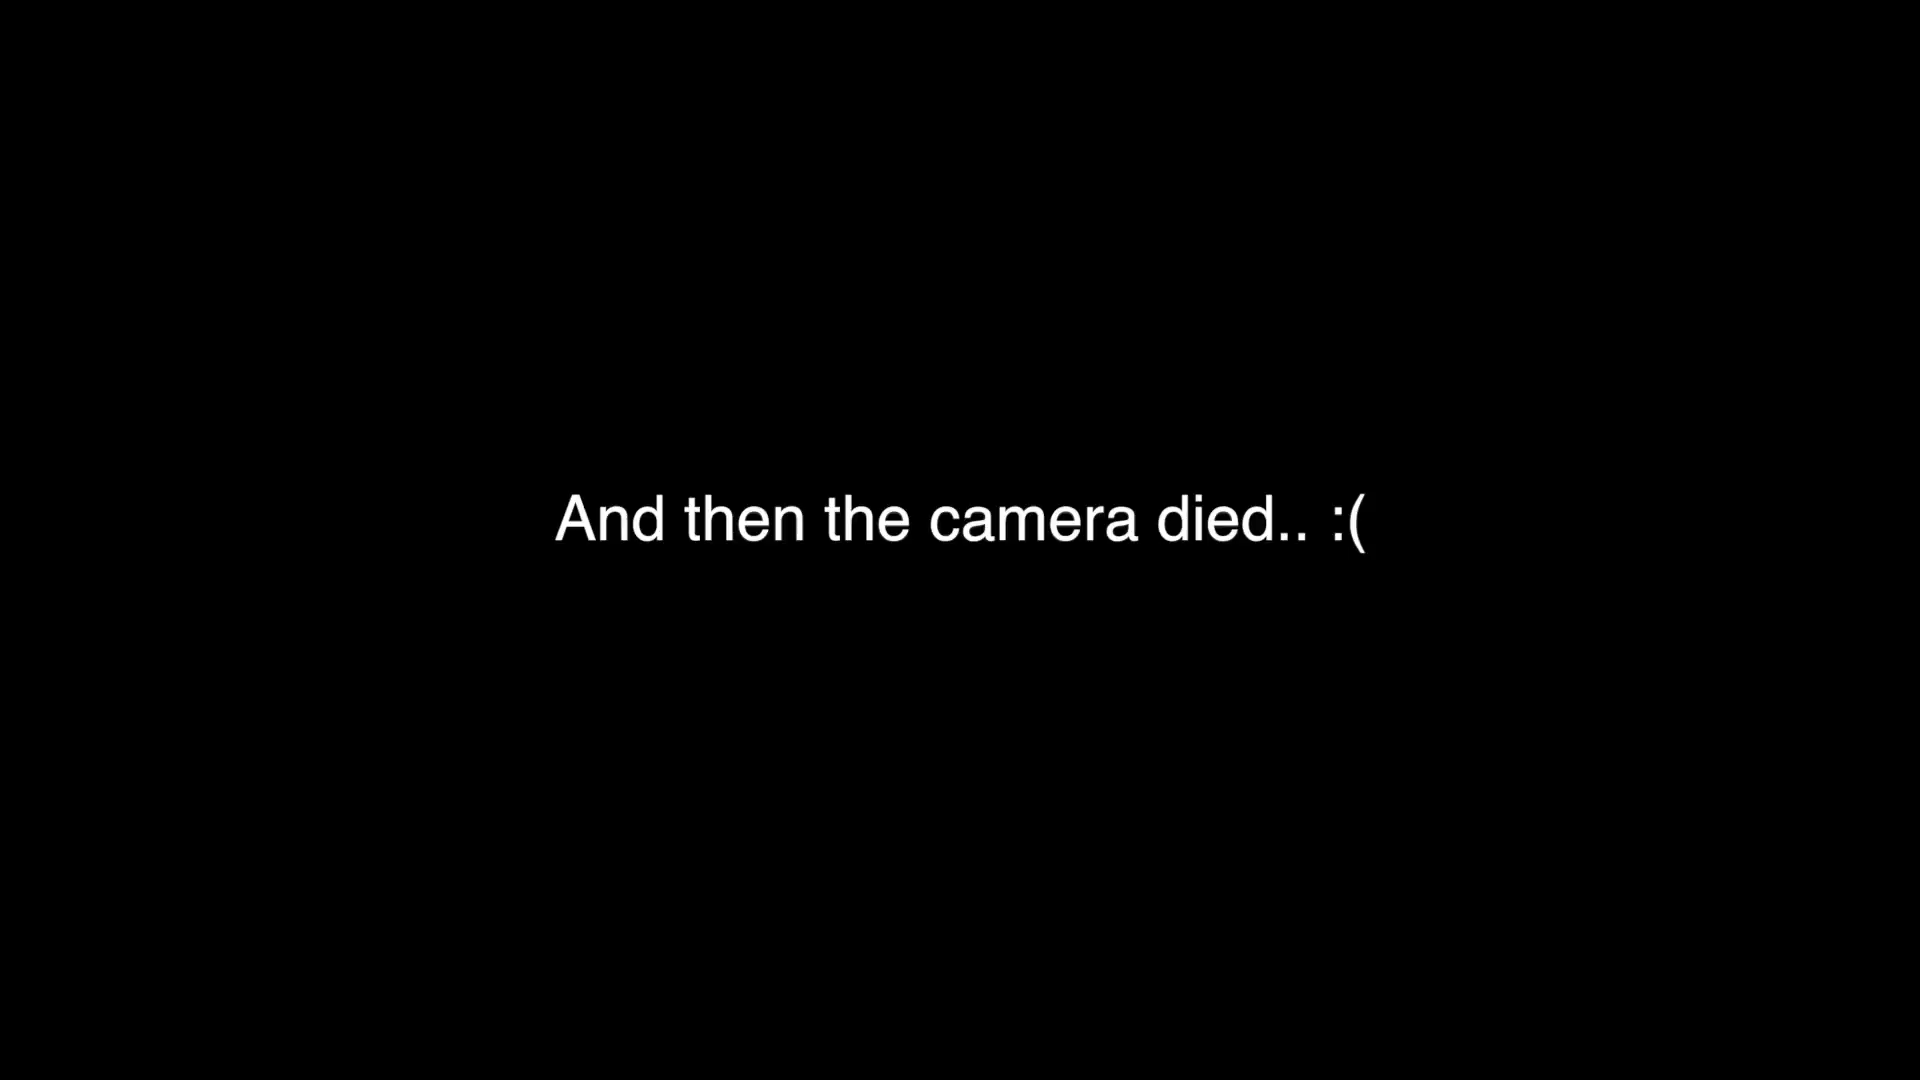 And then the camera died.. :(